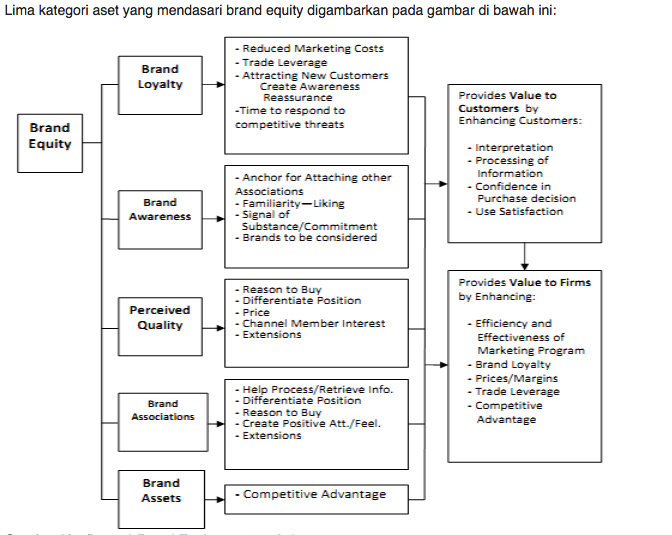 Lima kategori aset yang mendasari brand equity digambarkan pada gambar di bawah ini:
Brand
Equity
Brand
Loyalty
- Reduced Marketing Costs
- Trade Leverage
- Attracting New Customers
Create Awareness
Reassurance
-Time to respond to
competitive threats
Brand
Awareness
- Anchor for Attaching other
Associations
- Familiarity—Liking
- Signal of
Substance/Commitment
- Brands to be considered
Perceived
Quality
- Reason to Buy
- Differentiate Position
- Price
- Channel Member Interest
- Extensions
Brand
Associations
- Help Process/Retrieve Info.
- Differentiate Position
- Reason to Buy
- Create Positive Att./Feel.
- Extensions
Brand
Assets
- Competitive Advantage
Provides Value to
Customers by
Enhancing Customers:
- Interpretation
- Processing of
Information
- Confidence in
Purchase decision
- Use Satisfaction
Provides Value to Firms
by Enhancing:
- Efficiency and
Effectiveness of
Marketing Program
- Brand Loyalty
- Prices/Margins
- Trade Leverage
- Competitive
Advantage